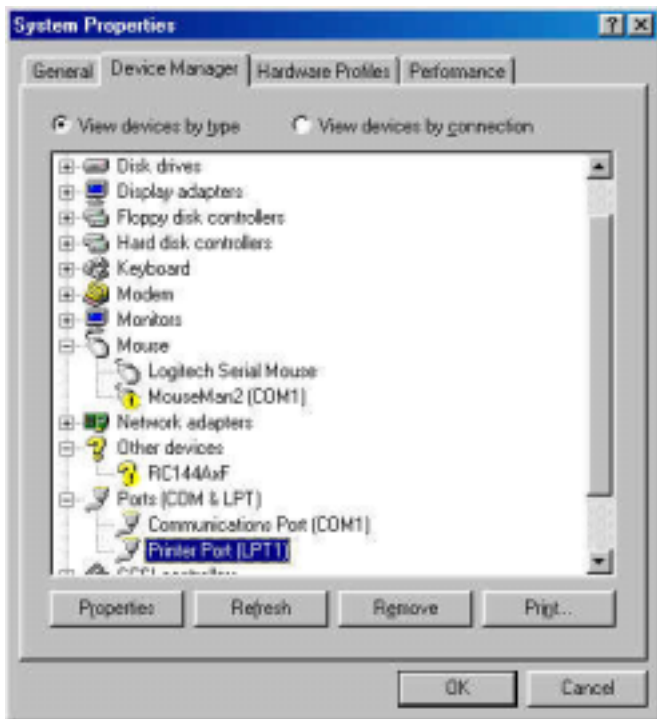 System Properties
General Device Manager Hardware Profiles Performance
View devices by type View devices by connection
Disk drives
Display adapters
Floppy disk controllers
Hard disk controllers
Keyboard
Modem
Monitors
Mouse
Logitech Serial Mouse
MouseMan2 (COM1)
Network adapters
Other devices
RC144AxF
Ports (COM & LPT)
Communications Port (COM1)
Printer Port (LPT1)
SCSI controllers
Properties Refresh Remove Print...
OK Cancel